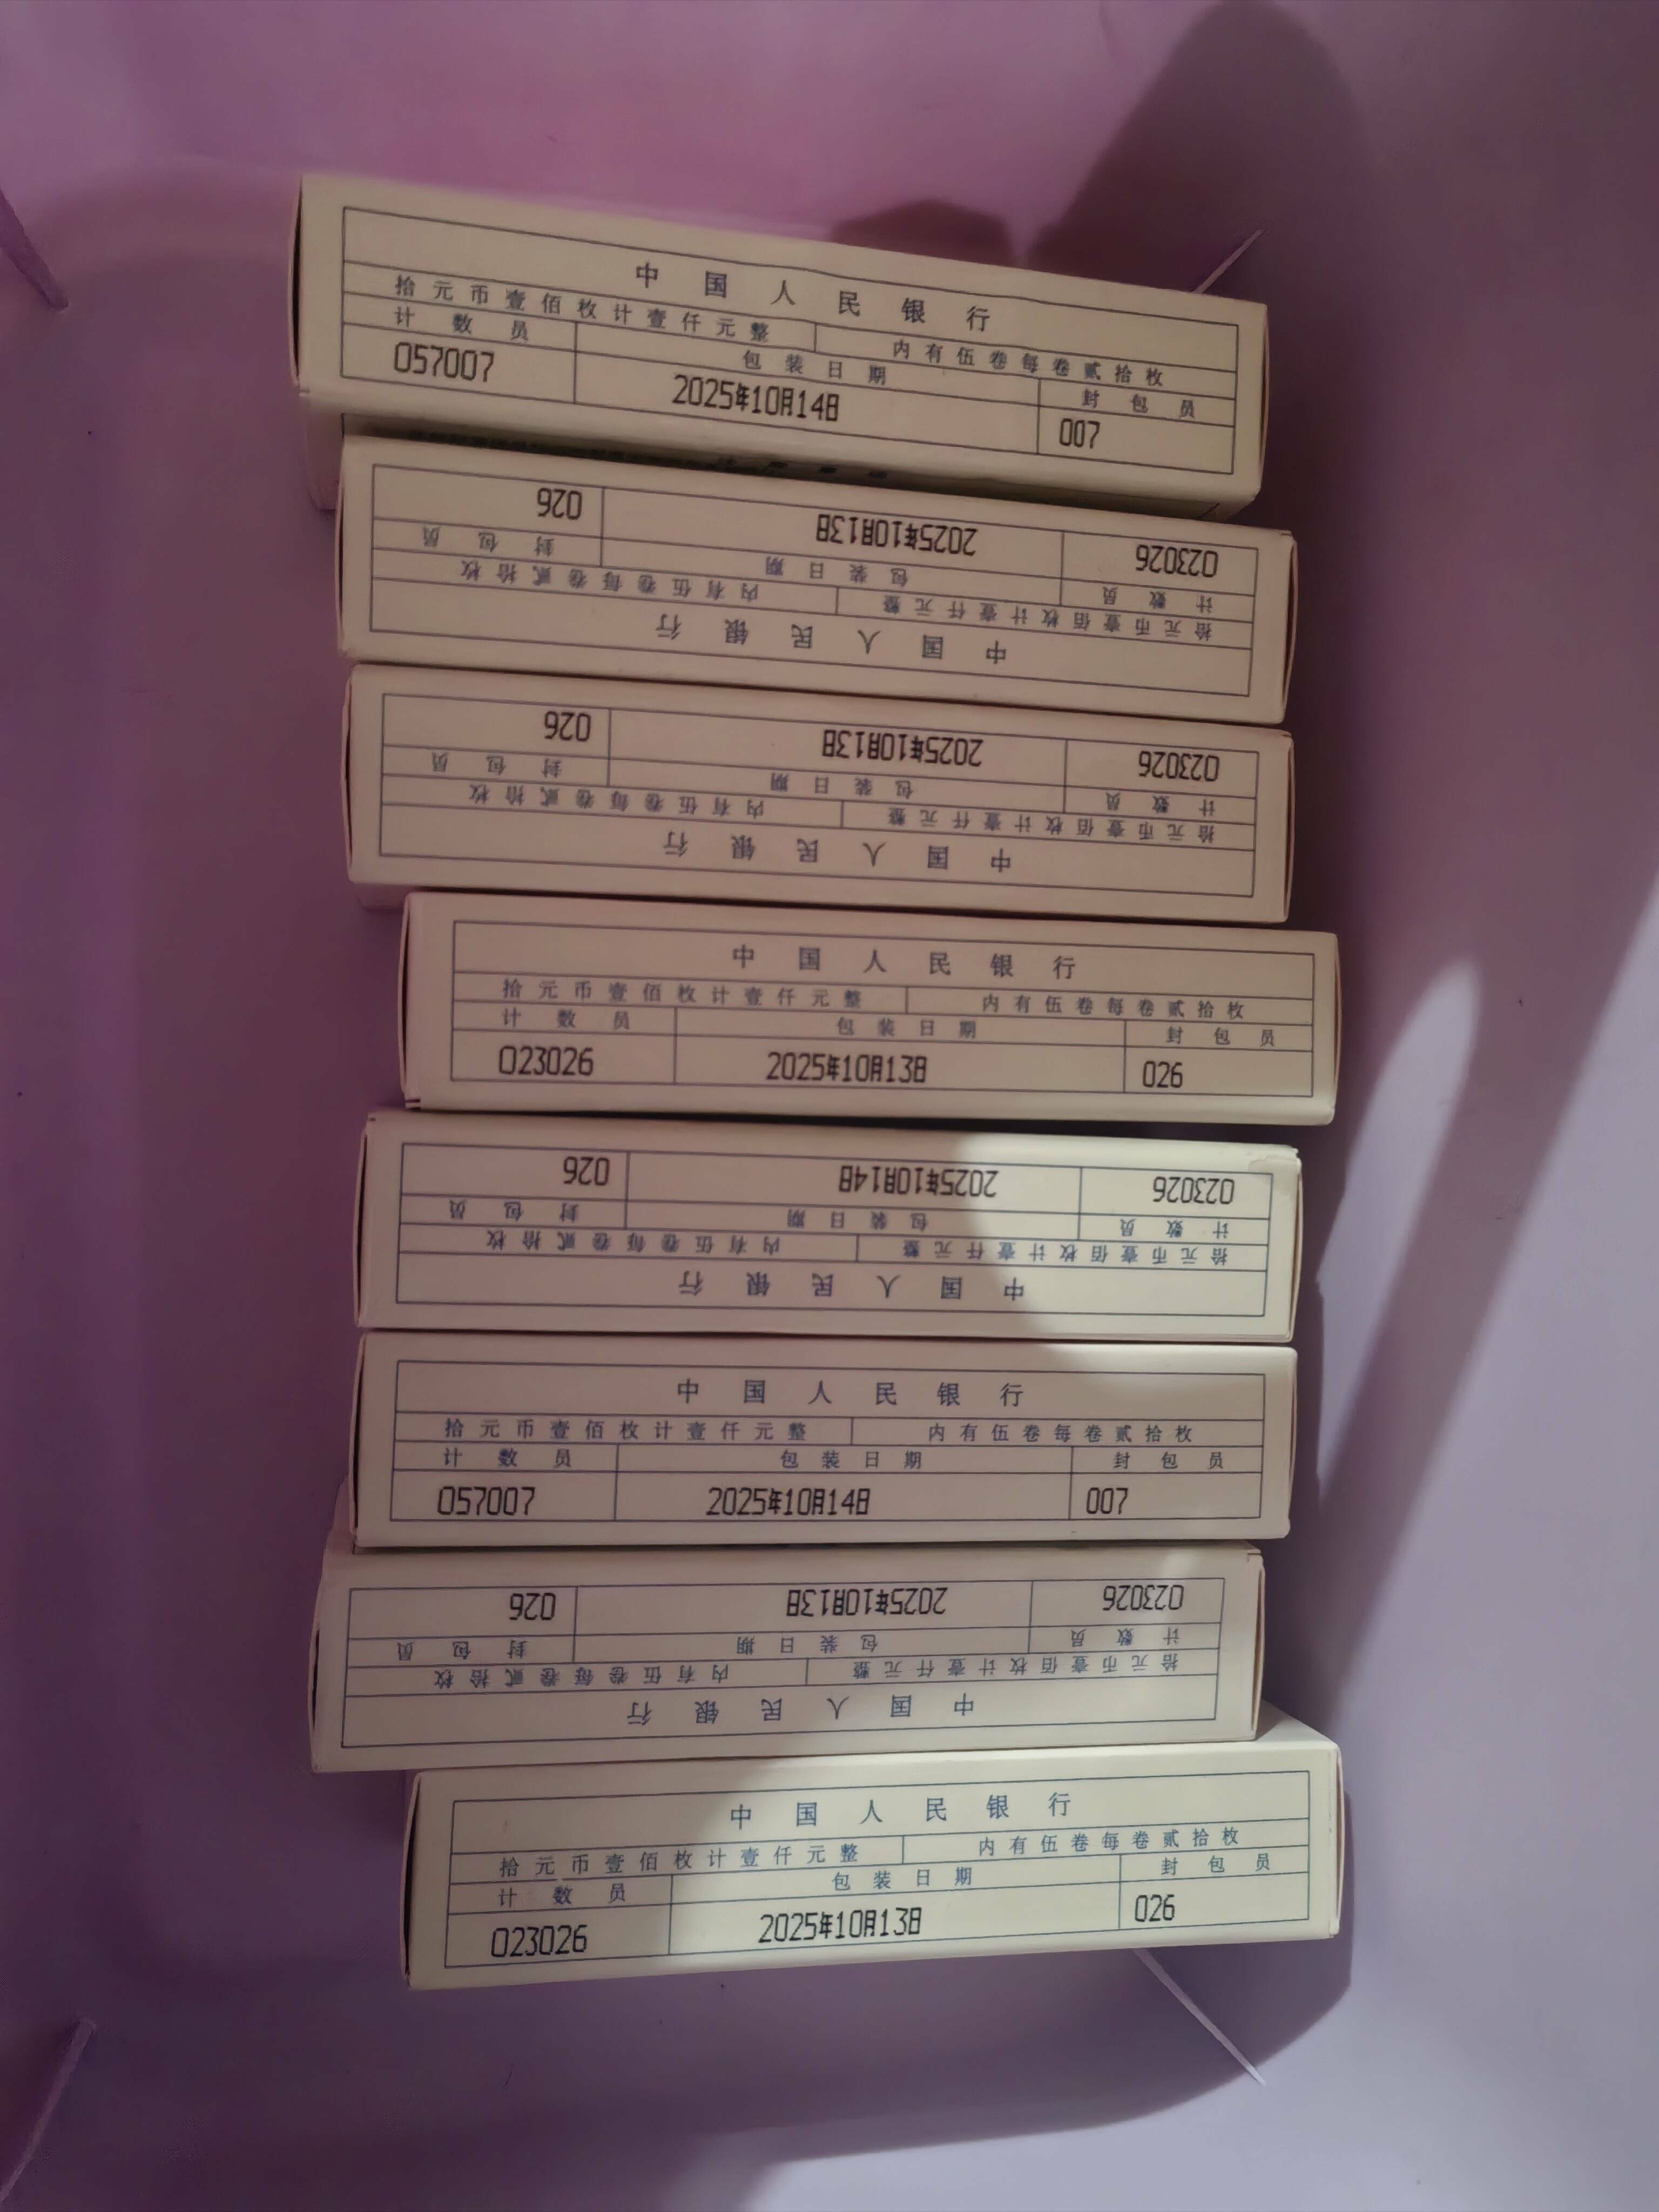 中国人民银行
拾元币壹佰枚计壹仟元整 内有伍卷每卷贰拾枚
计数员 包装日期 封包员
057007 2025年10月14日 007
中国人民银行
拾元币壹佰枚计壹仟元整 内有伍卷每卷贰拾枚
计数员 包装日期 封包员
023026 2025年10月13日 026
中国人民银行
拾元币壹佰枚计壹仟元整 内有伍卷每卷贰拾枚
计数员 包装日期 封包员
023026 2025年10月13日 026
中国人民银行
拾元币壹佰枚计壹仟元整 内有伍卷每卷贰拾枚
计数员 包装日期 封包员
023026 2025年10月13日 026
中国人民银行
拾元币壹佰枚计壹仟元整 内有伍卷每卷贰拾枚
计数员 包装日期 封包员
023026 2025年10月14日 026
中国人民银行
拾元币壹佰枚计壹仟元整 内有伍卷每卷贰拾枚
计数员 包装日期 封包员
057007 2025年10月14日 007
中国人民银行
拾元币壹佰枚计壹仟元整 内有伍卷每卷贰拾枚
计数员 包装日期 封包员
023026 2025年10月13日 026
中国人民银行
拾元币壹佰枚计壹仟元整 内有伍卷每卷贰拾枚
计数员 包装日期 封包员
023026 2025年10月13日 026